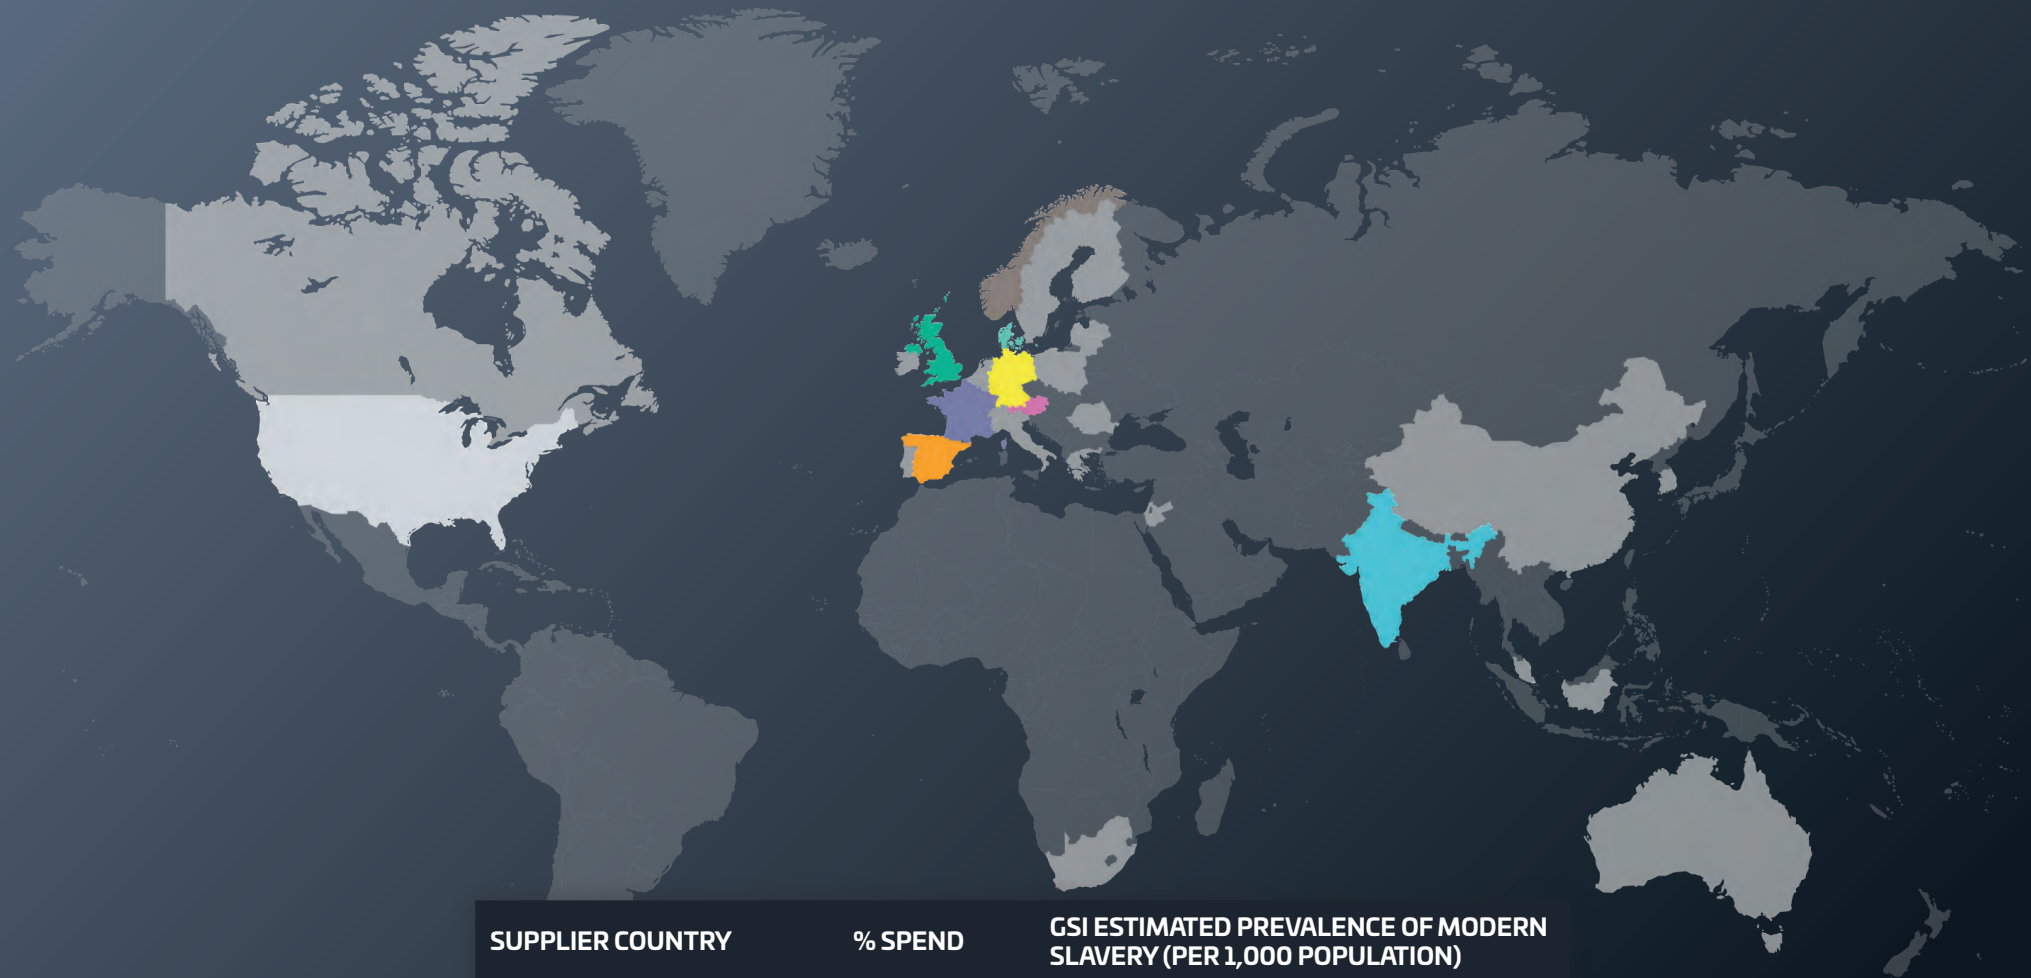 SUPPLIER COUNTRY
% SPEND
GSI ESTIMATED PREVALENCE OF MODERN
SLAVERY (PER 1,000 POPULATION)